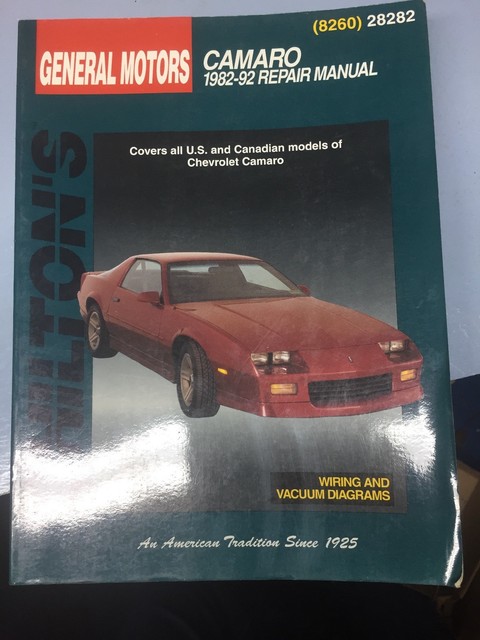 (8260) 28282
GENERAL MOTORS
CAMARO
1982-92 REPAIR MANUAL
Covers all U.S. and Canadian models of
Chevrolet Camaro
WIRING AND
VACUUM DIAGRAMS
An American Tradition Since 1925